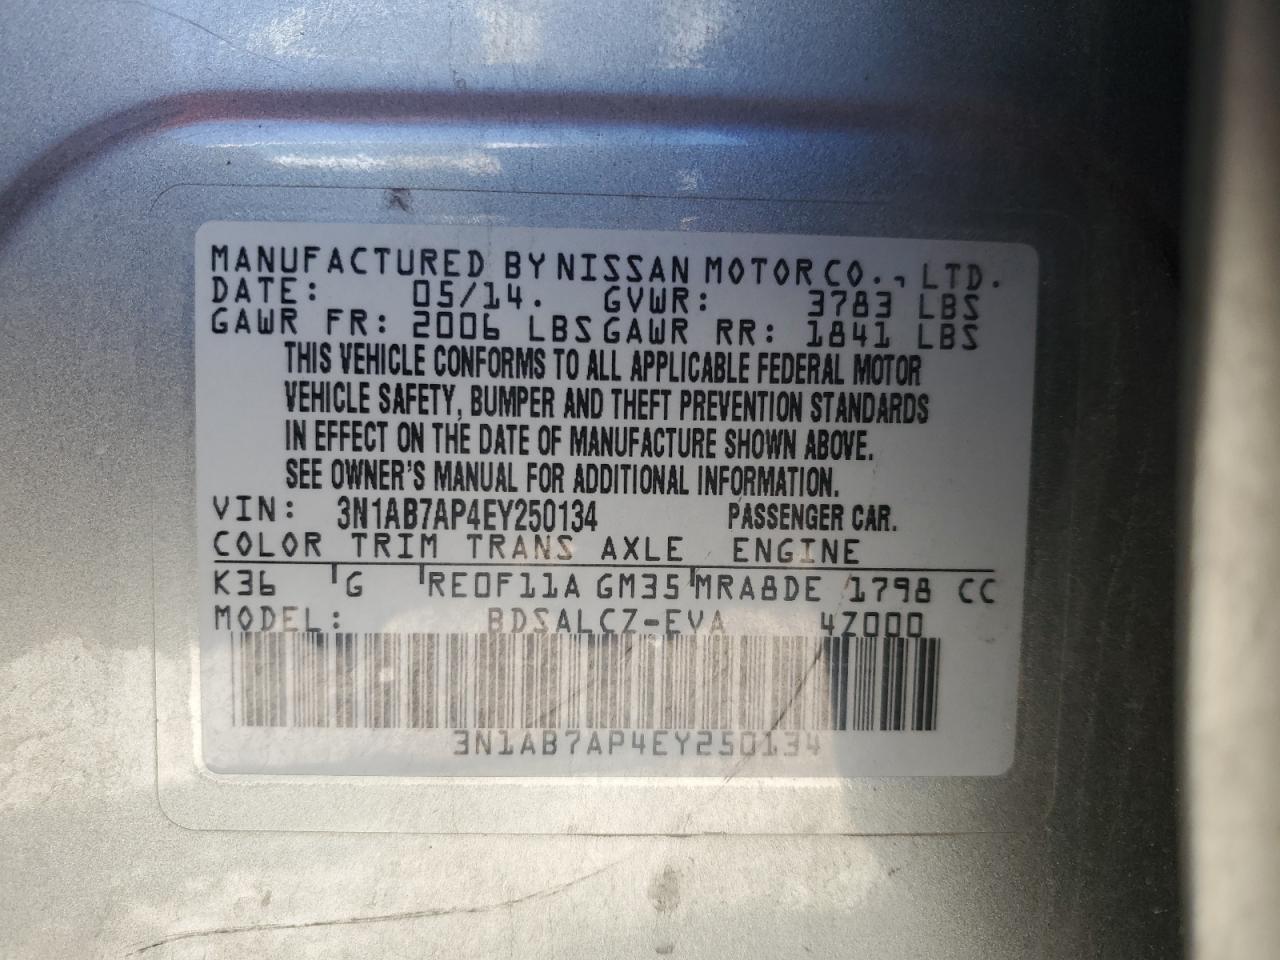 MANUFACTURED BY NISSAN MOTOR CO., LTD.
DATE: 05/14. GVWR: 3783 LBS
GAWR FR: 2006 LBS GAWR RR: 1841 LBS
THIS VEHICLE CONFORMS TO ALL APPLICABLE FEDERAL MOTOR
VEHICLE SAFETY, BUMPER AND THEFT PREVENTION STANDARDS
IN EFFECT ON THE DATE OF MANUFACTURE SHOWN ABOVE.
SEE OWNER'S MANUAL FOR ADDITIONAL INFORMATION.
VIN: 3N1AB7AP4EY250134 PASSENGER CAR.
COLOR TRIM TRANS AXLE ENGINE
K36 G RE0F11A GM35 MRA8DE 1798 CC
MODEL: BDSALCZ-EVA 4Z000
3N1AB7AP4EY250134